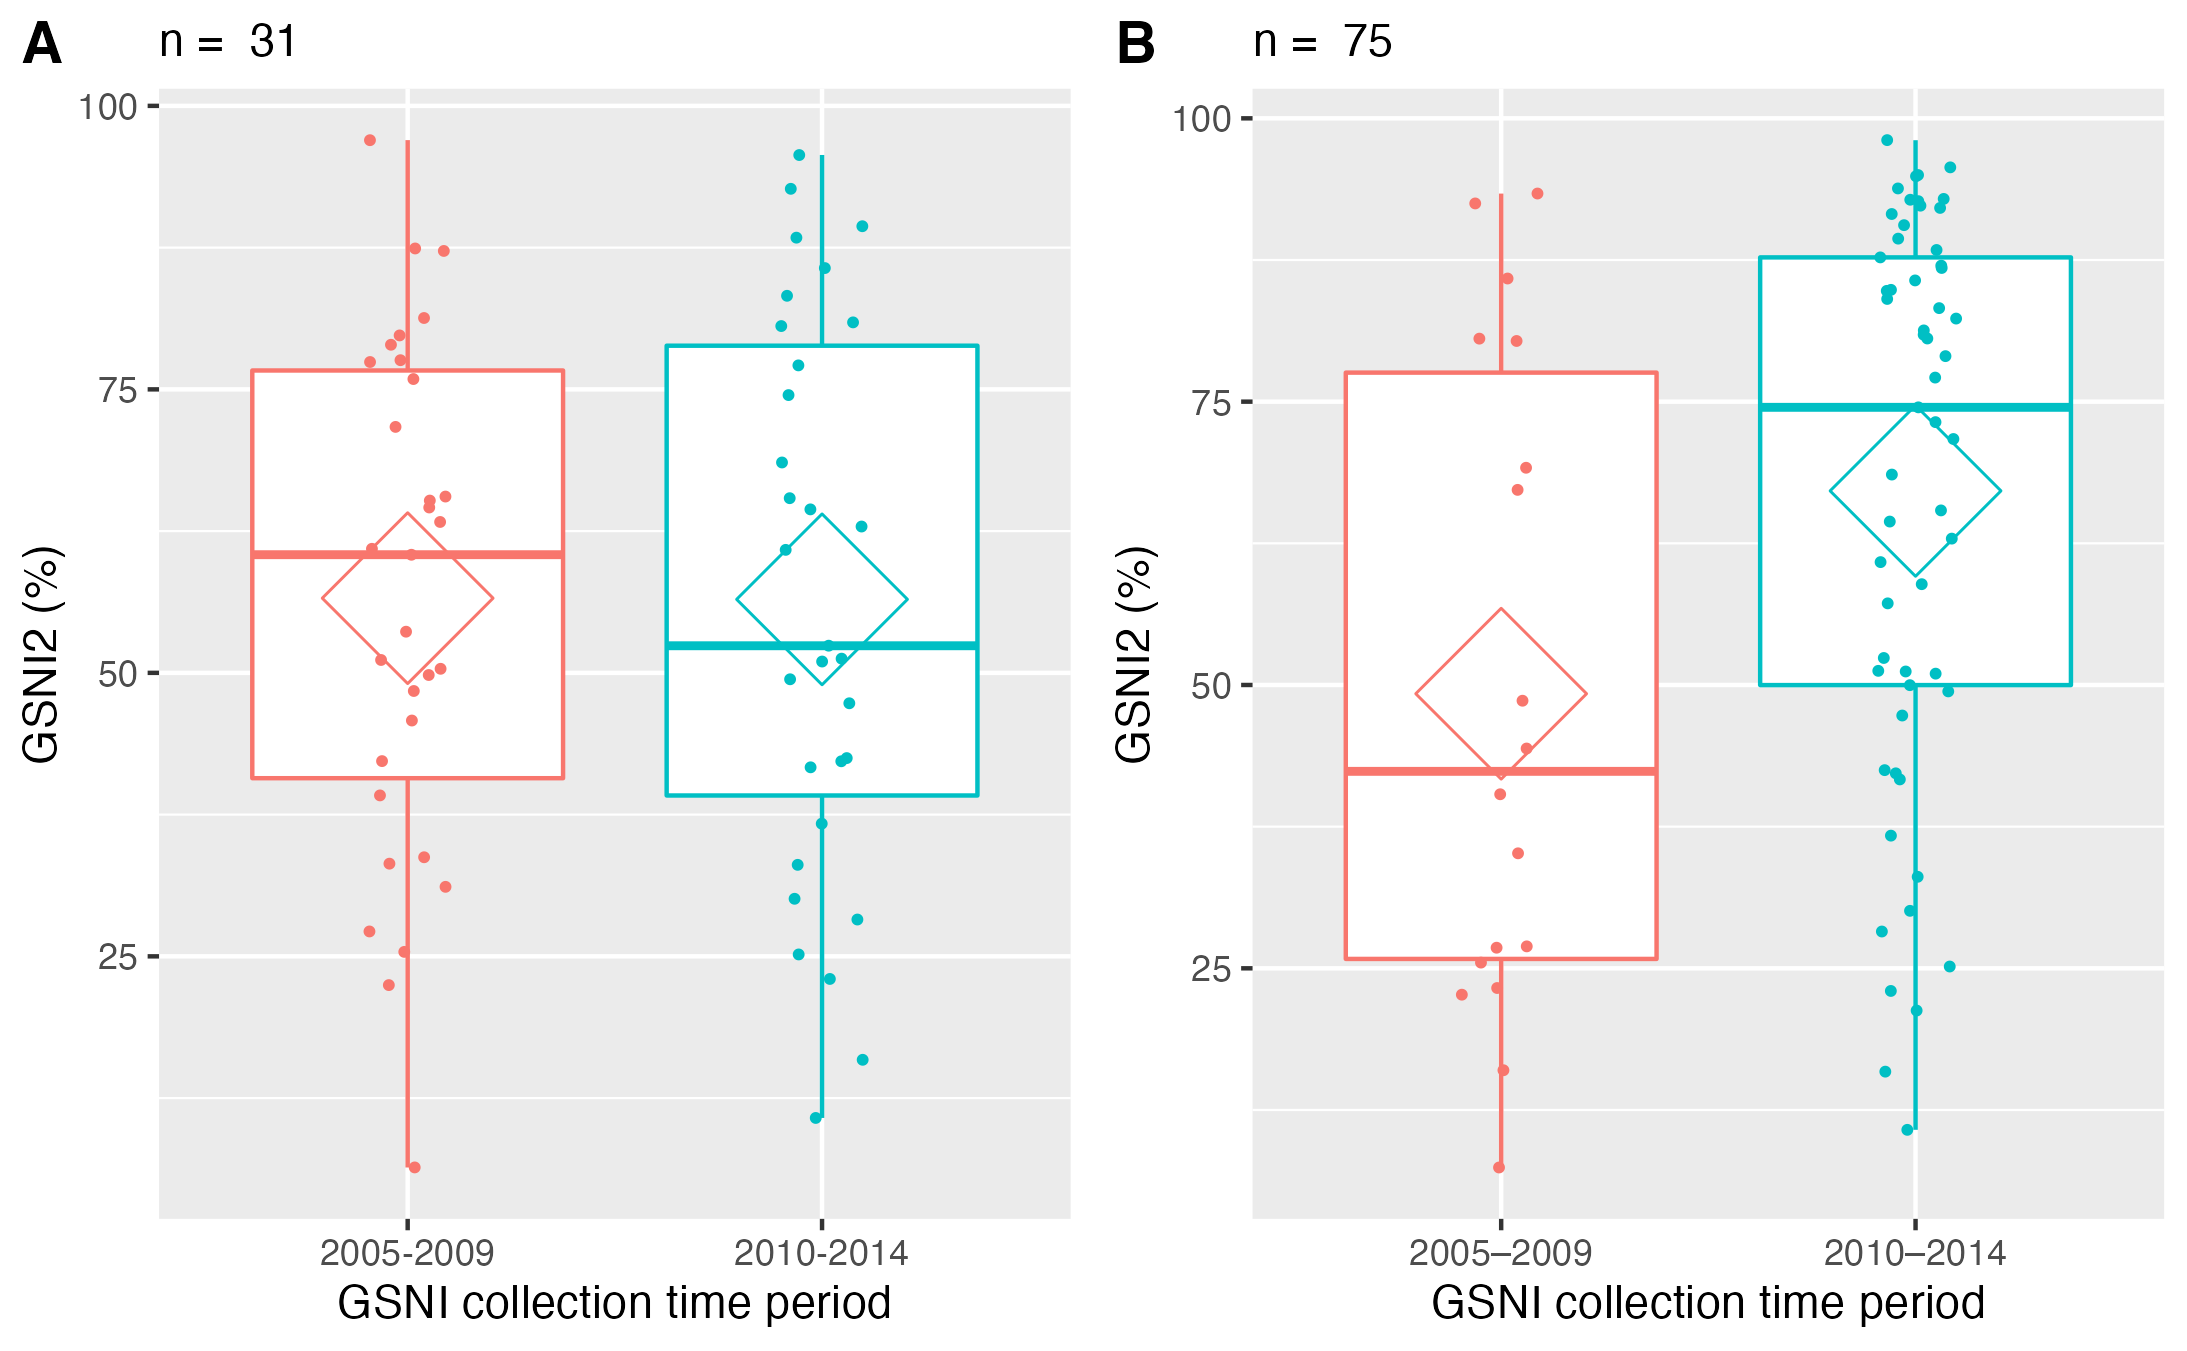 A
n = 31
100
75
50
25
GSNI2 (%)
2005-2009
2010-2014
GSNI collection time period
B
n = 75
100
75
50
25
GSNI2 (%)
2005–2009
2010–2014
GSNI collection time period